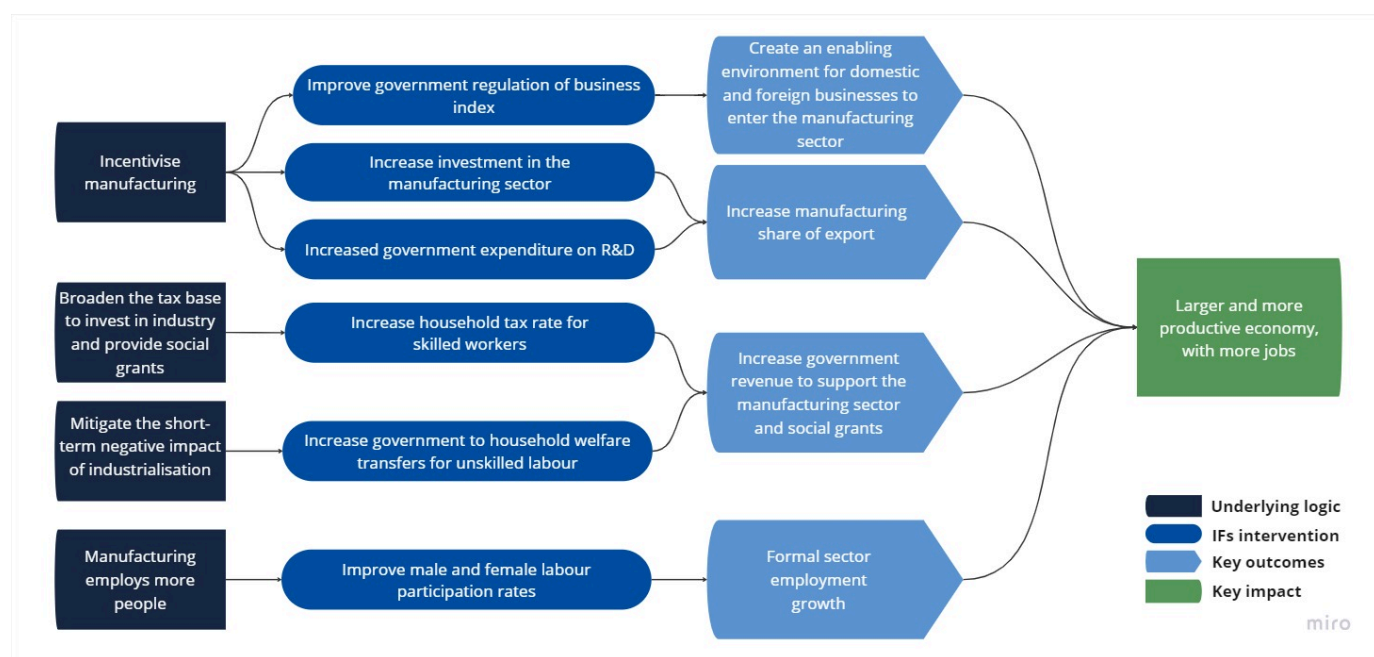 Incentivise
manufacturing
Broaden the tax base
to invest in industry
and provide social
grants
Mitigate the short-
term negative impact
of industrialisation
Manufacturing
employs more
people
Improve government regulation of business
index
Increase investment in the
manufacturing sector
Increased government expenditure on R&D
Increase household tax rate for
skilled workers
Increase government to household welfare
transfers for unskilled labour
Improve male and female labour
participation rates
Create an enabling
environment for domestic
and foreign businesses to
enter the manufacturing
sector
Increase manufacturing
share of export
Increase government
revenue to support the
manufacturing sector
and social grants
Formal sector
employment
growth
Larger and more
productive economy,
with more jobs
Underlying logic
IFs intervention
Key outcomes
Key impact
miro